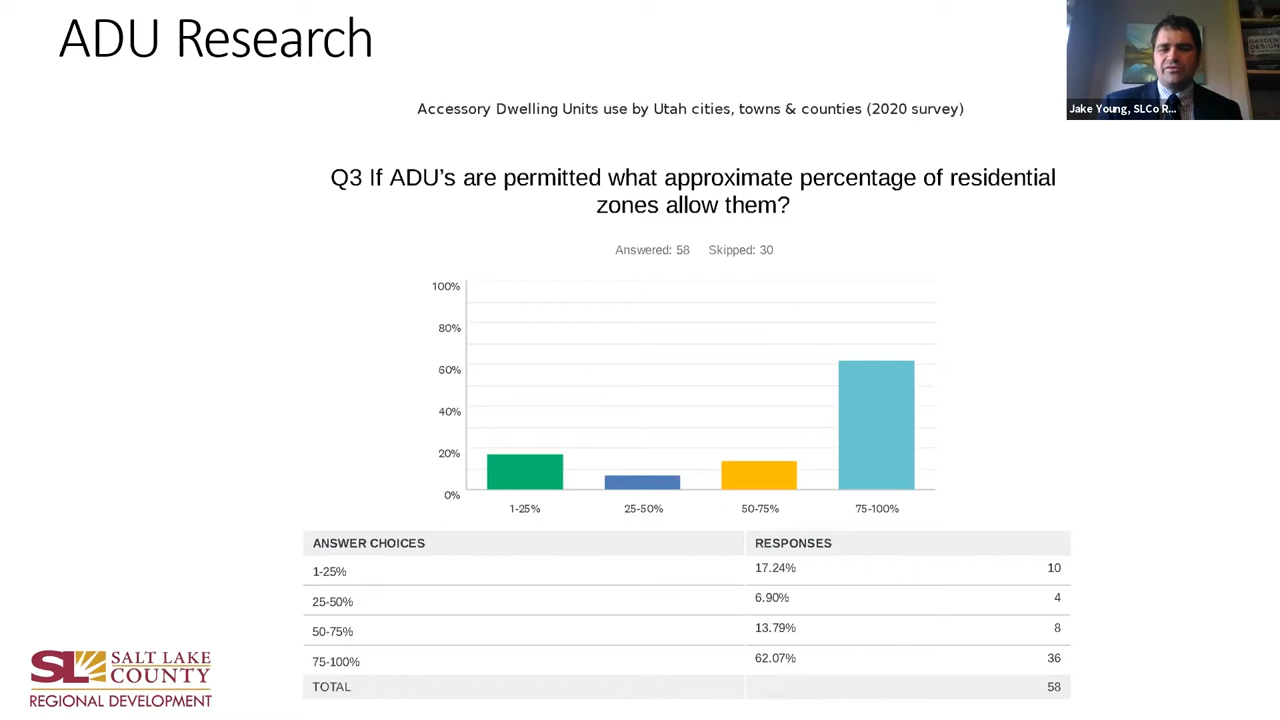 ADU Research
Jake Young, SLCo R...
Accessory Dwelling Units use by Utah cities, towns & counties (2020 survey)
Q3 If ADU’s are permitted what approximate percentage of residential
zones allow them?
Answered: 58 Skipped: 30
100%
80%
60%
40%
20%
0%
1-25% 25-50% 50-75% 75-100%
ANSWER CHOICES RESPONSES
1-25% 17.24% 10
25-50% 6.90% 4
50-75% 13.79% 8
75-100% 62.07% 36
TOTAL 58
SL SALT LAKE
COUNTY
REGIONAL DEVELOPMENT
GARDEN
DESIGN